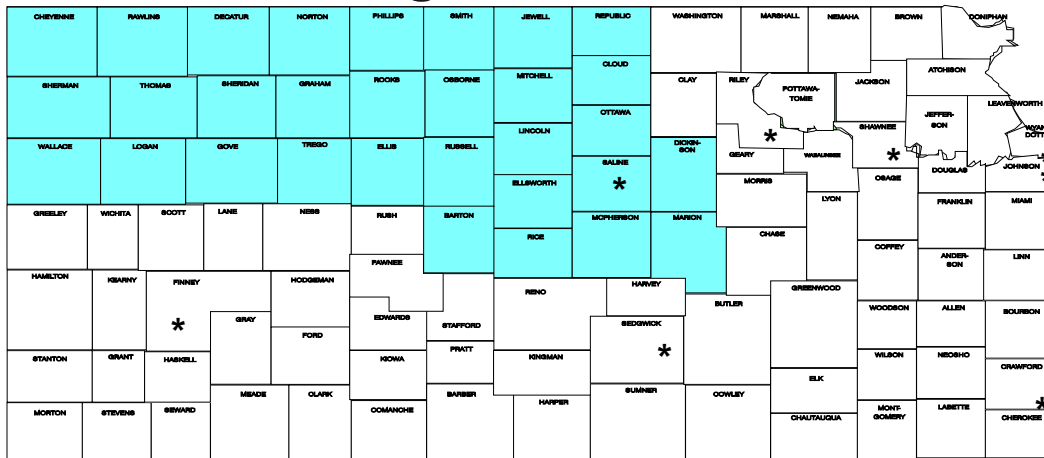 CHEYENNE RAWLINS DECATUR NORTON PHILLIPS SMITH JEWELL REPUBLIC WASHINGTON MARSHALL NEMAHA BROWN DONIPHAN
CLOUD ATCHISON
SHERMAN THOMAS SHERIDAN GRAHAM ROOKS OSBORNE MITCHELL CLAY RILEY POTTAWA-
TOMIE JACKSON
LEAVENWORTH
OTTAWA JEFFER-
SON
LINCOLN SHAWNEE WYAN
DOTT
WALLACE LOGAN GOVE TREGO ELLIS RUSSELL DICKIN-
SON
SALINE * GEARY * WABAUNSEE * JOHNSON *
DOUGLAS
ELLSWORTH MORRIS OSAGE
GREELEY WICHITA SCOTT LANE NESS RUSH BARTON MCPHERSON MARION LYON FRANKLIN MIAMI
RICE CHASE
COFFEY ANDER-
SON LINN
HAMILTON KEARNY FINNEY HODGEMAN PAWNEE RENO HARVEY
BUTLER GREENWOOD
WOODSON ALLEN BOURBON
* GRAY EDWARDS STAFFORD SEDGWICK
FORD
STANTON GRANT HASKELL KIOWA PRATT KINGMAN * WILSON NEOSHO
CRAWFORD
ELK
MEADE CLARK BARBER SUMNER COWLEY
HARPER *
MORTON STEVENS SEWARD COMANCHE CHAUTAUQUA MONT-
GOMERY LABETTE CHEROKEE